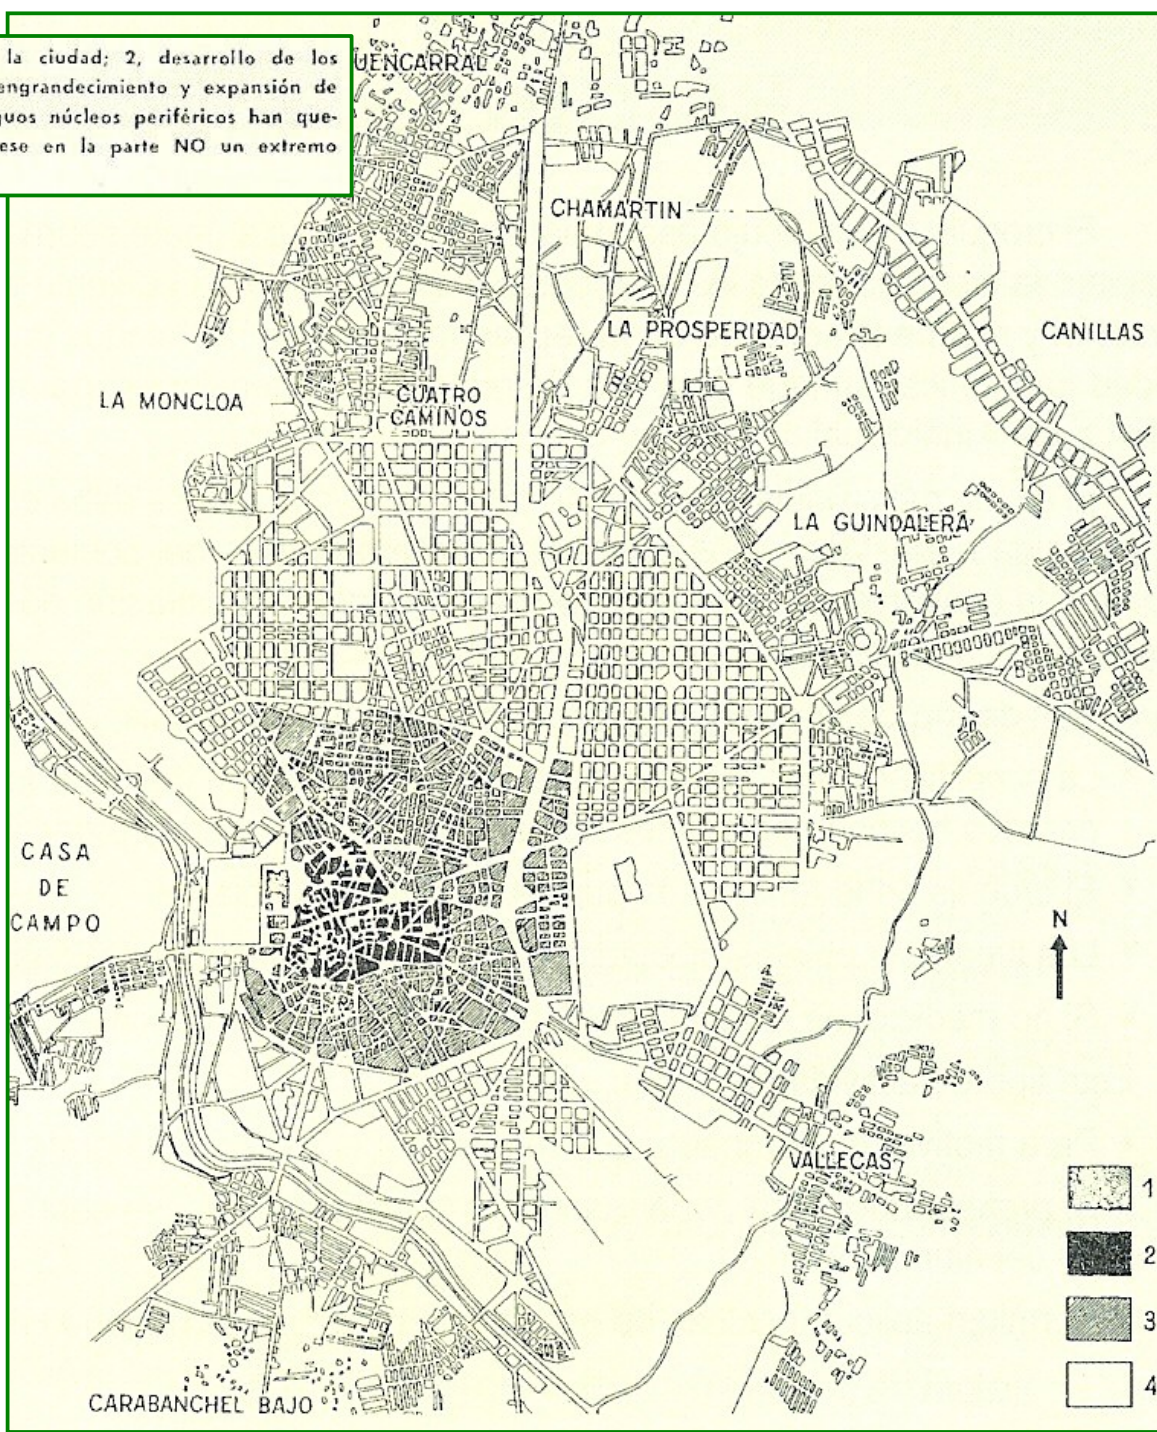 la ciudad; 2, desarrollo de los
engrandecimiento y expansión de
guos núcleos periféricos han que-
ese en la parte NO un extremo
UENCARRAL
CHAMARTIN
LA PROSPERIDAD
CANILLAS
LA MONCLOA
CUATRO
CAMINOS
LA GUINDALERA
CASA
DE
CAMPO
N
VALLECAS
1
2
3
4
CARABANCHEL BAJO